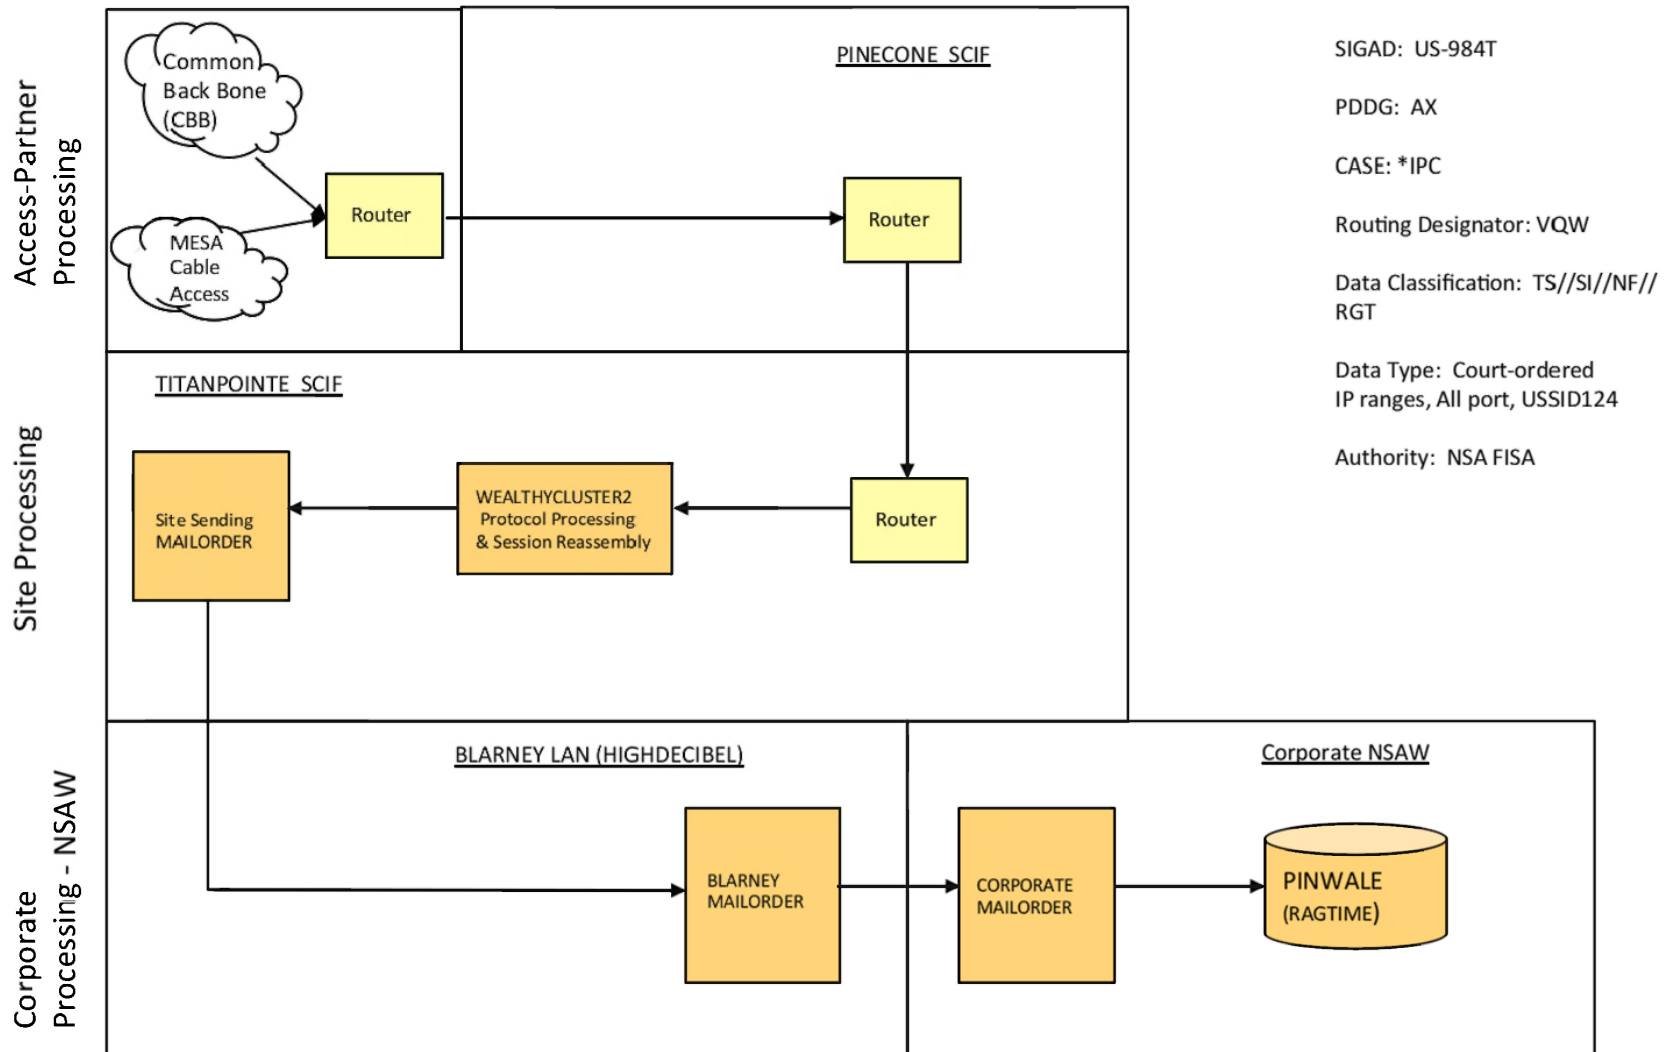 Access-Partner
Processing
Common
Back Bone
(CBB)
MESA
Cable
Access
Router
PINECONE SCIF
Router
SIGAD: US-984T
PDDG: AX
CASE: *IPC
Routing Designator: VQW
Data Classification: TS//SI//NF//
RGT
Data Type: Court-ordered
IP ranges, All port, USSID124
Authority: NSA FISA
Site Processing
TITANPOINTE SCIF
Site Sending
MAILORDER
WEALTHYCLUSTER2
Protocol Processing
& Session Reassembly
Router
Corporate
Processing - NSAW
BLARNEY LAN (HIGHDECIBEL)
BLARNEY
MAILORDER
Corporate NSAW
CORPORATE
MAILORDER
PINWALE
(RAGTIME)